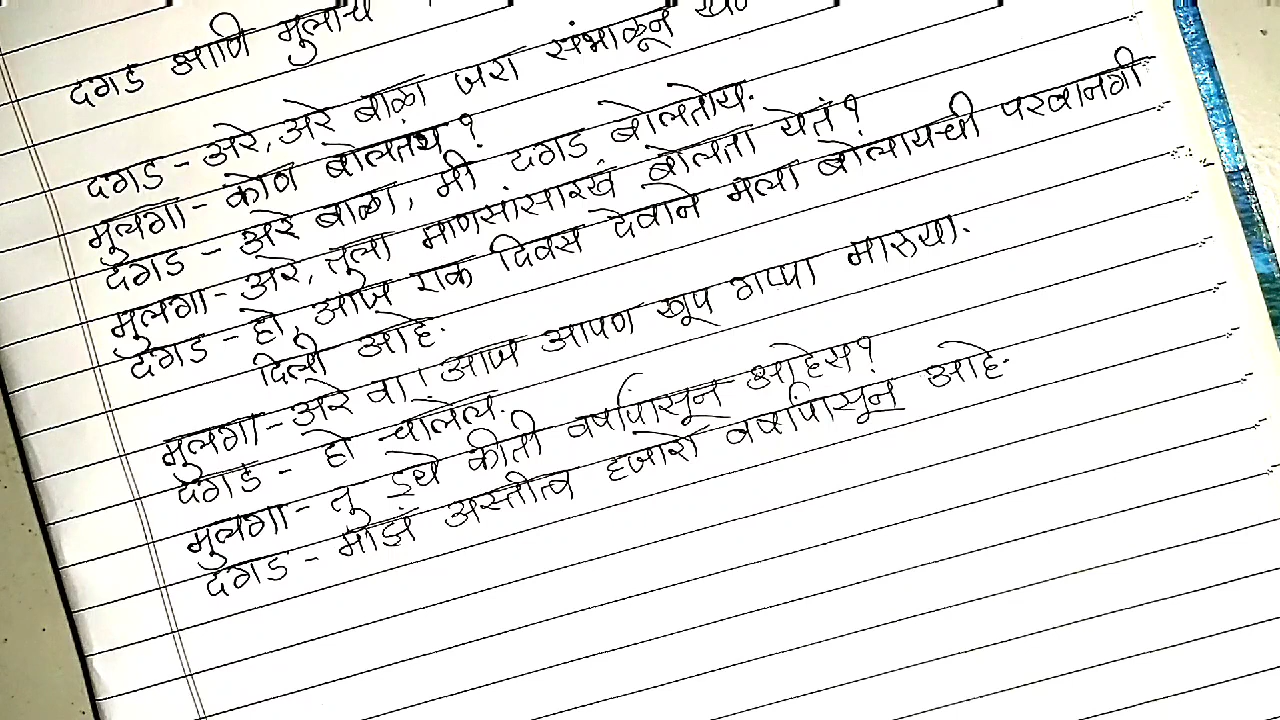 दगड आणि मुलाचे
दगड - अरे, अरे बाळा जरा संभाळून
मुलगा - कोण बोलतय ?
दगड - अरे बाळा, मी दगड बोलतोय.
मुलगा - अरे, तुला माणसांसारखं बोलता येतं ?
दगड - हो, आज एक दिवस देवाने मला बोलायची परवानगी
दिली आहे.
मुलगा - अरे वा ! आज आपण खूप गप्पा मारुया.
दगड - हो चालेल.
मुलगा - तू इथे कीती वर्षापासून आहेस?
दगड - माझं अस्तीत्व हजारो वर्षापासून आहे.